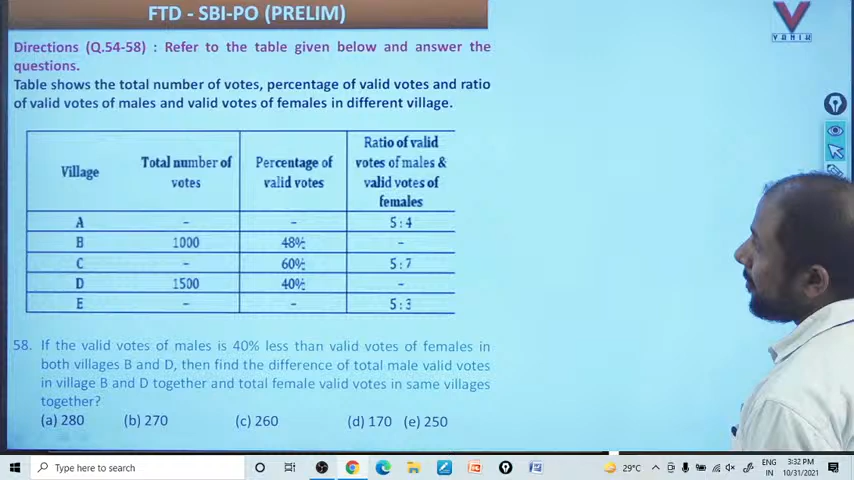 FTD - SBI-PO (PRELIM)
VANIK
Directions (Q.54-58) : Refer to the table given below and answer the
questions.
Table shows the total number of votes, percentage of valid votes and ratio
of valid votes of males and valid votes of females in different village.
Village Total number of votes Percentage of valid votes Ratio of valid votes of males & valid votes of females
A - - 5 : 4
B 1000 48% -
C - 60% 5 : 7
D 1500 40% -
E - - 5 : 3
58. If the valid votes of males is 40% less than valid votes of females in
both villages B and D, then find the difference of total male valid votes
in village B and D together and total female valid votes in same villages
together?
(a) 280 (b) 270 (c) 260 (d) 170 (e) 250
Type here to search
29°C
ENG
IN
3:32 PM
10/31/2021